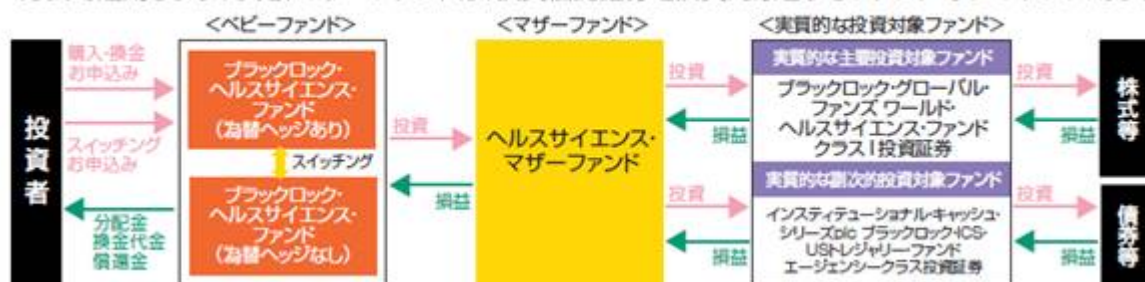 <ベビーファンド>
<マザーファンド>
<実質的な投資対象ファンド>
投資者
購入・換金
お申込み
スイッチング
お申込み
分配金
換金代金
償還金
ブラックロック・
ヘルスサイエンス・
ファンド
(為替ヘッジあり)
スイッチング
ブラックロック・
ヘルスサイエンス・
ファンド
(為替ヘッジなし)
投資
損益
ヘルスサイエンス・
マザーファンド
投資
損益
投資
損益
実質的な主要投資対象ファンド
ブラックロック・グローバル・
ファンズ ワールド・
ヘルスサイエンス・ファンド
クラスI投資証券
実質的な副次的投資対象ファンド
インスティテューショナル・キャッシュ・
シリーズplc ブラックロック・ICS・
USトレジャリー・ファンド
エージェンシークラス投資証券
投資
損益
投資
損益
株式等
債券等